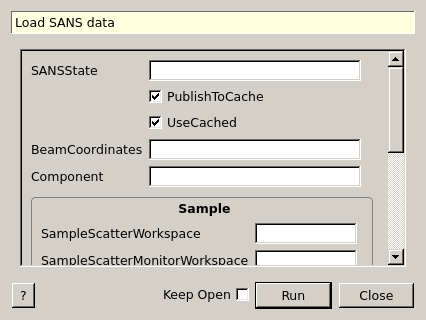 Load SANS data
SANSState
PublishToCache
UseCached
BeamCoordinates
Component
Sample
SampleScatterWorkspace
SampleScatterMonitorWorkspace
? Keep Open Run Close